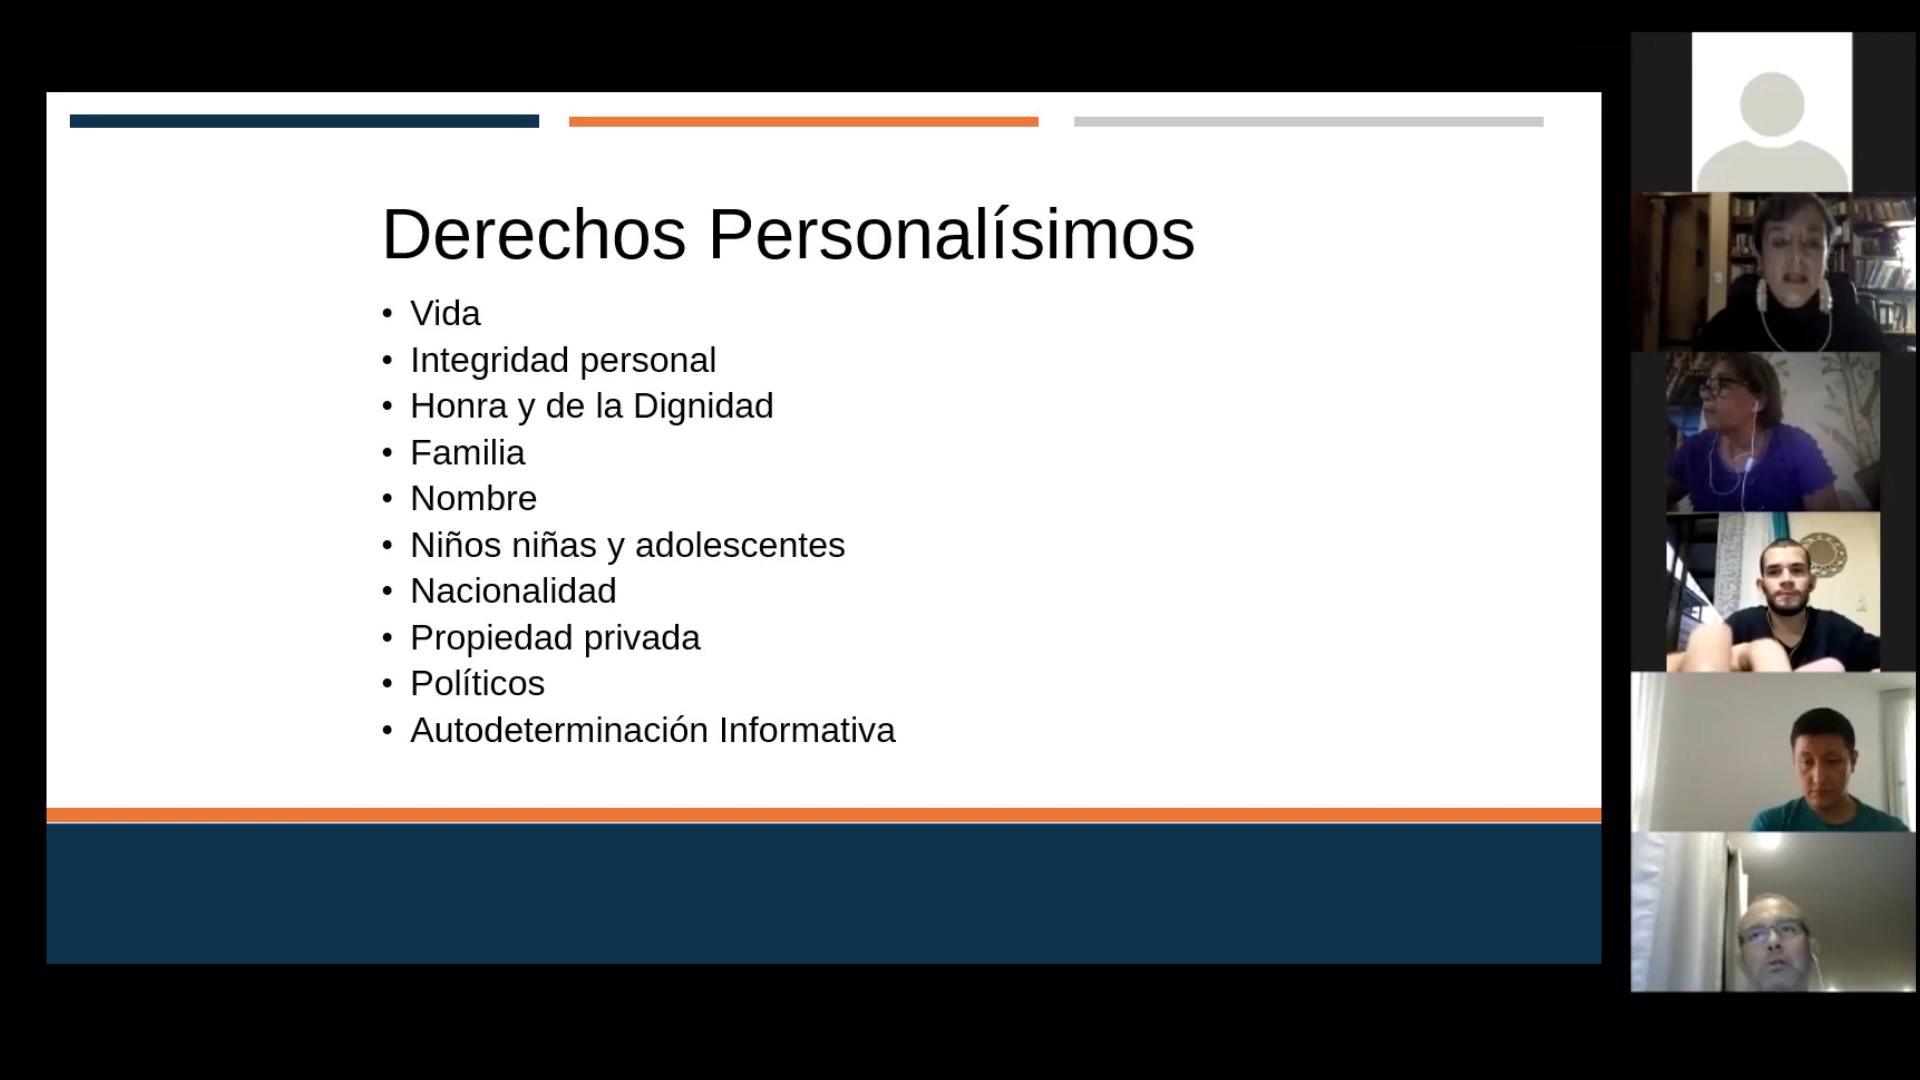 Derechos Personalísimos
• Vida
• Integridad personal
• Honra y de la Dignidad
• Familia
• Nombre
• Niños niñas y adolescentes
• Nacionalidad
• Propiedad privada
• Políticos
• Autodeterminación Informativa